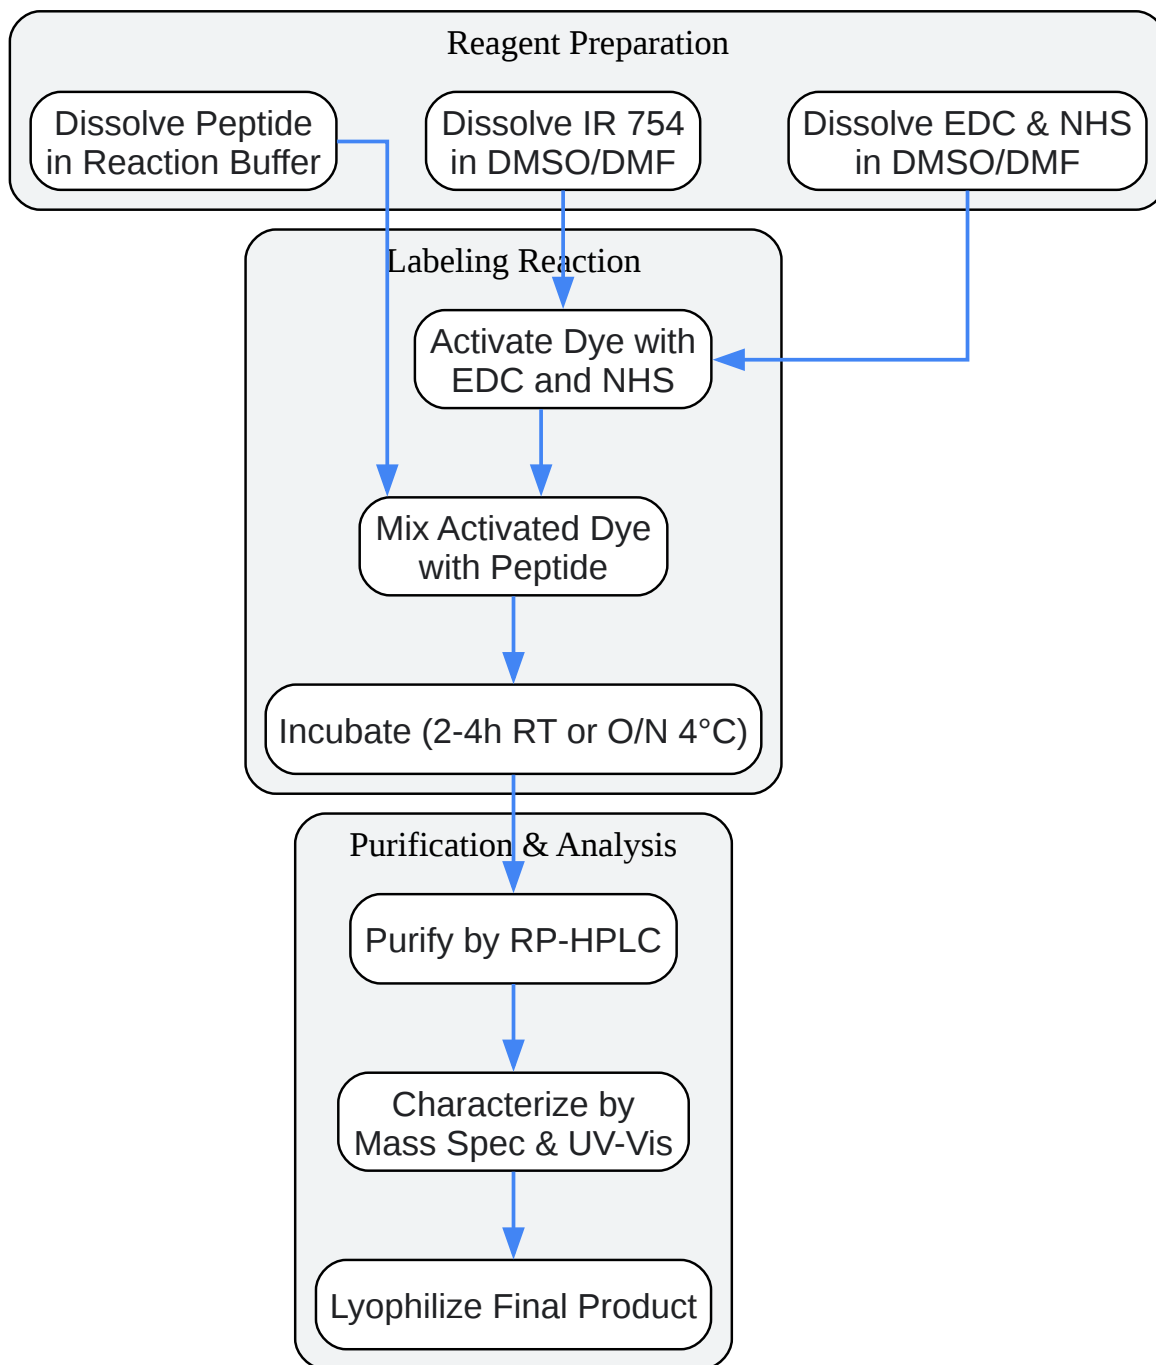 Reagent Preparation
Dissolve Peptide
in Reaction Buffer
Dissolve IR 754
in DMSO/DMF
Dissolve EDC & NHS
in DMSO/DMF
Labeling Reaction
Activate Dye with
EDC and NHS
Mix Activated Dye
with Peptide
Incubate (2-4h RT or O/N 4°C)
Purification & Analysis
Purify by RP-HPLC
Characterize by
Mass Spec & UV-Vis
Lyophilize Final Product